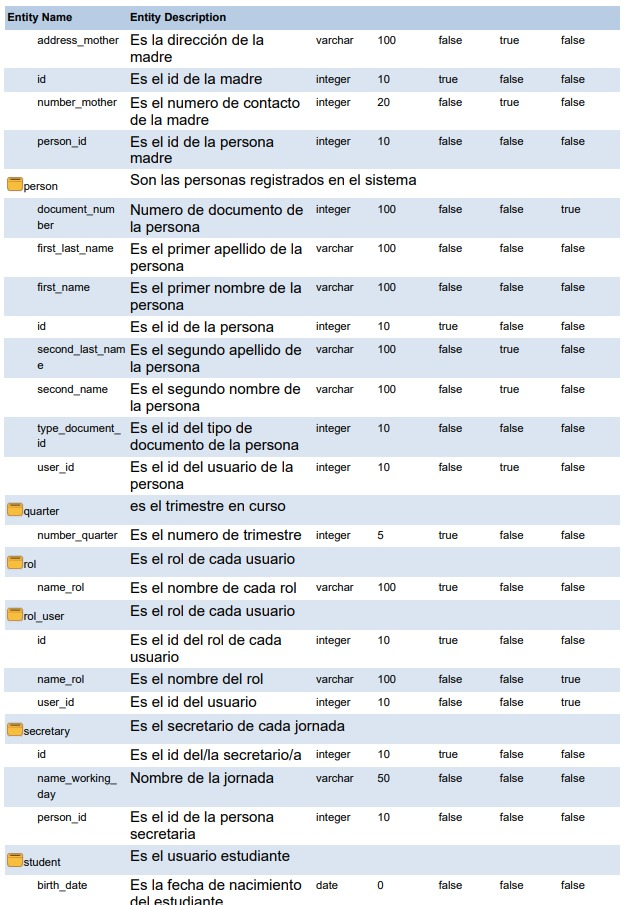 Entity Name Entity Description
address_mother Es la dirección de la varchar 100 false true false
madre
id Es el id de la madre integer 10 true false false
number_mother Es el numero de contacto integer 20 false true false
de la madre
person_id Es el id de la persona integer 10 false false false
madre
person Son las personas registrados en el sistema
document_num Numero de documento de integer 100 false false true
ber la persona
first_last_name Es el primer apellido de la varchar 100 false false false
persona
first_name Es el primer nombre de la varchar 100 false false false
persona
id Es el id de la persona integer 10 true false false
second_last_nam Es el segundo apellido de varchar 100 false true false
e la persona
second_name Es el segundo nombre de varchar 100 false true false
la persona
type_document_ Es el id del tipo de integer 10 false false false
id documento de la persona
user_id Es el id del usuario de la integer 10 false true false
persona
quarter es el trimestre en curso
number_quarter Es el numero de trimestre integer 5 true false false
rol Es el rol de cada usuario
name_rol Es el nombre de cada rol varchar 100 true false false
rol_user Es el rol de cada usuario
id Es el id del rol de cada integer 10 true false false
usuario
name_rol Es el nombre del rol varchar 100 false false true
user_id Es el id del usuario integer 10 false false true
secretary Es el secretario de cada jornada
id Es el id del/la secretario/a integer 10 true false false
name_working_ Nombre de la jornada varchar 50 false false false
day
person_id Es el id de la persona integer 10 false false false
secretaria
student Es el usuario estudiante
birth_date Es la fecha de nacimiento date 0 false false false
del estudiante